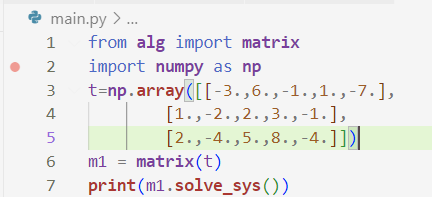 main.py > ...
1 from alg import matrix
2 import numpy as np
3 t=np.array([[-3.,6.,-1.,1.,-7.],
4 [1.,-2.,2.,3.,-1.],
5 [2.,-4.,5.,8.,-4.]])
6 m1 = matrix(t)
7 print(m1.solve_sys())